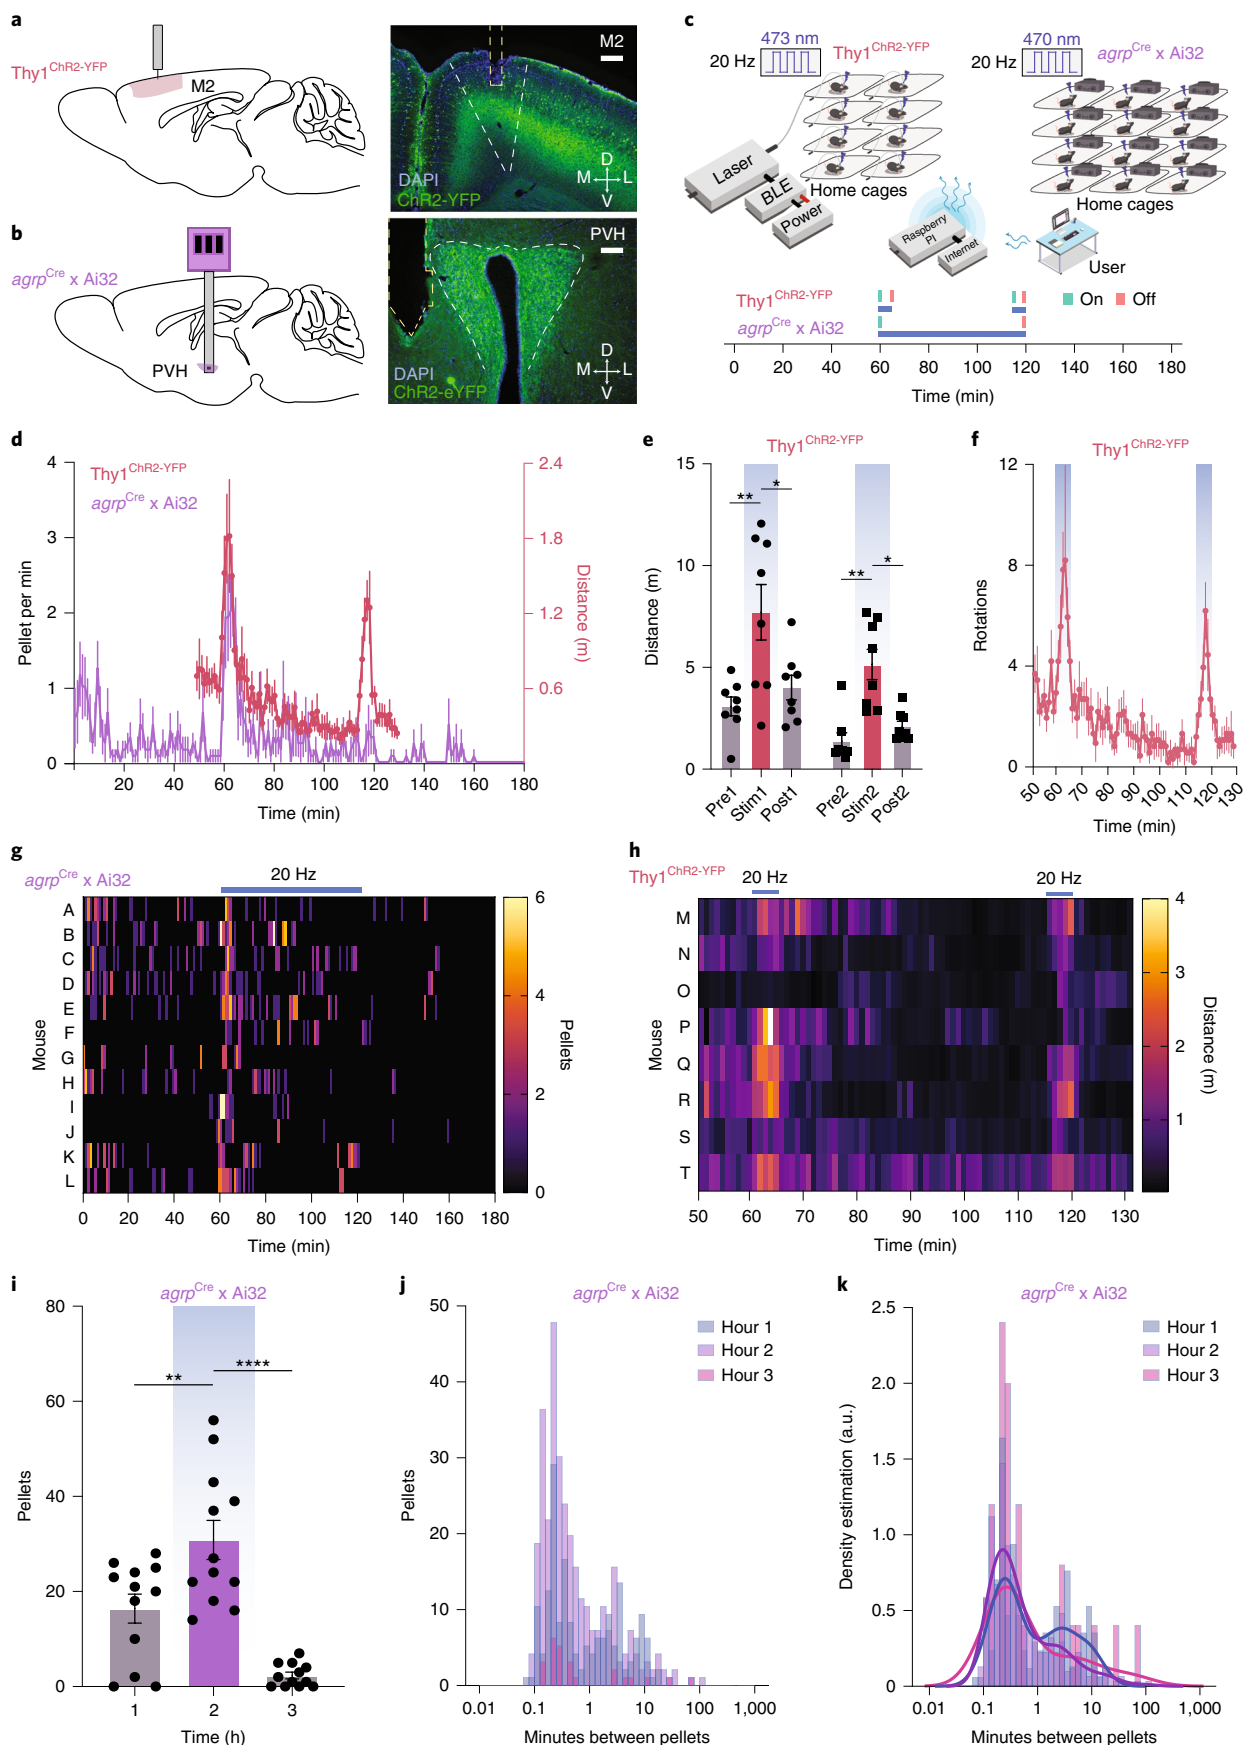 a
Thy1ChR2-YFP
M2
M2
D
M L
V
DAPI
ChR2-YFP
b
agrpCre x Ai32
PVH
PVH
D
M L
V
DAPI
ChR2-eYFP
c
473 nm
20 Hz
Thy1ChR2-YFP
470 nm
20 Hz
agrpCre x Ai32
Laser
BLE
Power
Home cages
Home cages
Raspberry
PI
Internet
User
Thy1ChR2-YFP
agrpCre x Ai32
On
Off
0 20 40 60 80 100 120 140 160 180
Time (min)
d
Thy1ChR2-YFP
agrpCre x Ai32
Pellet per min
4
3
2
1
0
20 40 60 80 100 120 140 160 180
Time (min)
2.4
1.8
1.2
0.6
Distance (m)
e
Thy1ChR2-YFP
Distance (m)
15
10
5
0
** *
** *
Pre1 Stim1 Post1 Pre2 Stim2 Post2
f
Thy1ChR2-YFP
Rotations
12
8
4
0
50 60 70 80 90 100 110 120 130
Time (min)
g
agrpCre x Ai32
20 Hz
Mouse
A
B
C
D
E
F
G
H
I
J
K
L
0 20 40 60 80 100 120 140 160 180
Time (min)
6
4
2
0
Pellets
h
Thy1ChR2-YFP
20 Hz
20 Hz
Mouse
M
N
O
P
Q
R
S
T
50 60 70 80 90 100 110 120 130
Time (min)
4
3
2
1
Distance (m)
i
agrpCre x Ai32
Pellets
80
60
40
20
0
**
****
1 2 3
Time (h)
j
agrpCre x Ai32
Hour 1
Hour 2
Hour 3
Pellets
50
40
30
20
10
0
0.01 0.1 1 10 100 1,000
Minutes between pellets
k
agrpCre x Ai32
Hour 1
Hour 2
Hour 3
Density estimation (a.u.)
2.5
2.0
1.5
1.0
0.5
0
0.01 0.1 1 10 10 1,000
Minutes between pellets